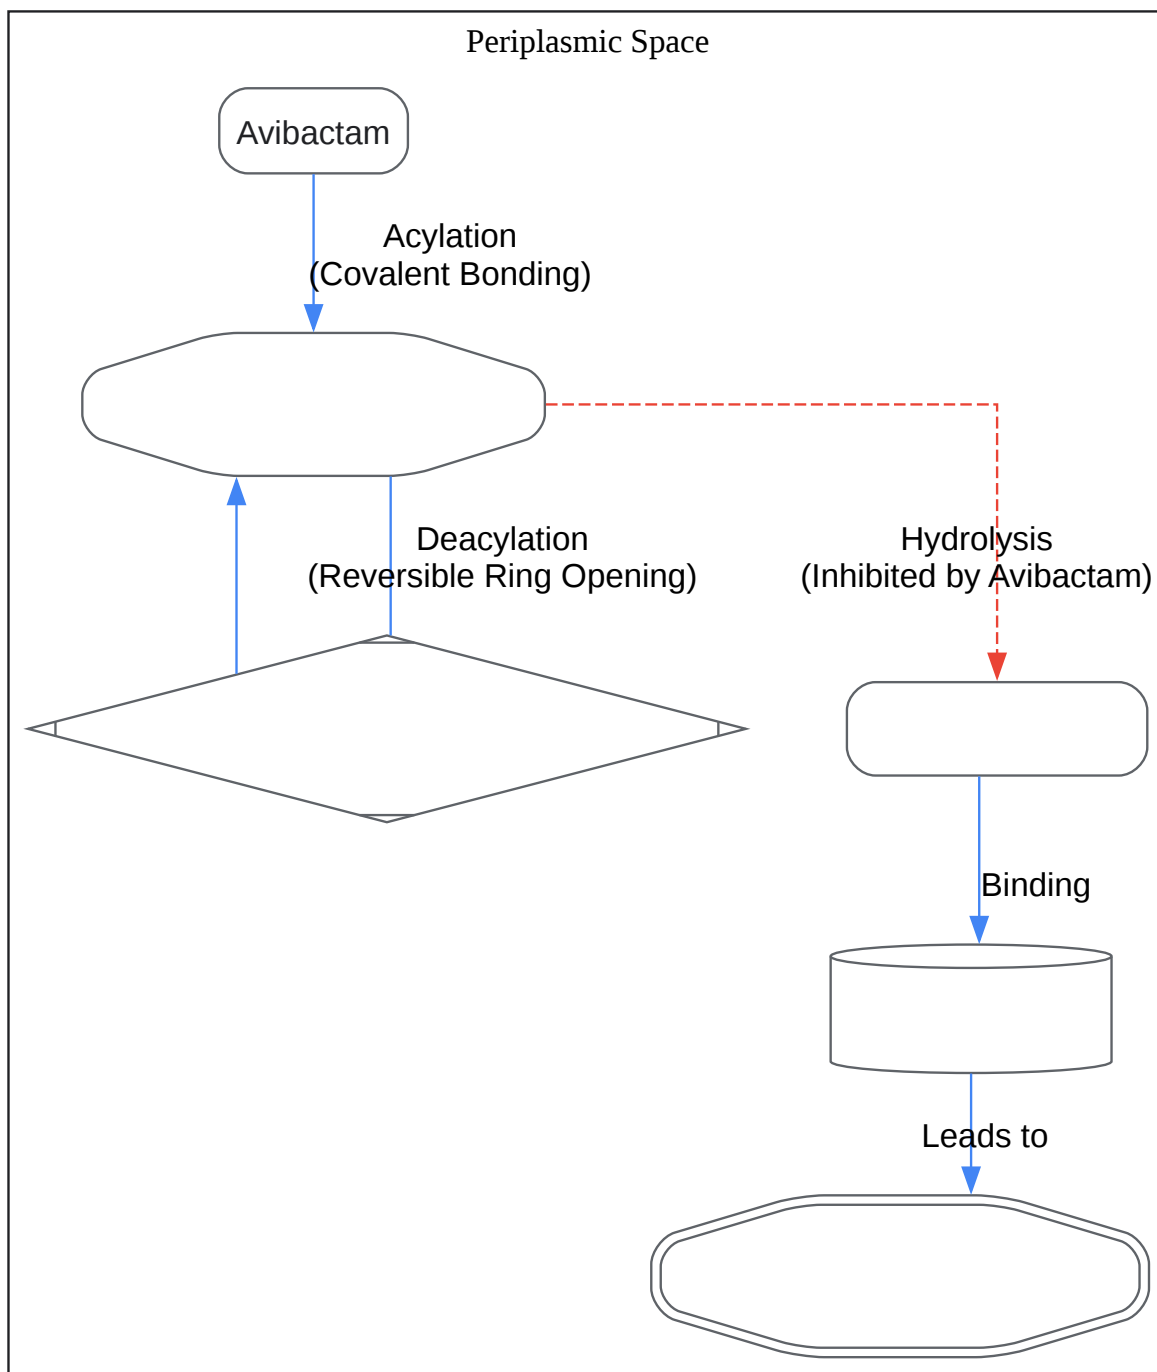 Periplasmic Space
Avibactam
Acylation
(Covalent Bonding)
Deacylation
(Reversible Ring Opening)
Hydrolysis
(Inhibited by Avibactam)
Binding
Leads to